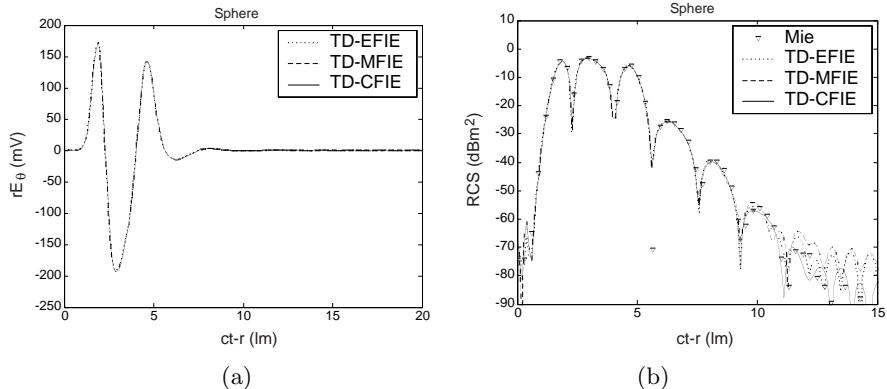 Sphere
200
150
100
50
0
-50
-100
-150
-200
-250
rE θ (mV)
0
5
10
15
20
ct-r (lm)
TD-EFIE
TD-MFIE
TD-CFIE
(a)
Sphere
10
0
-10
-20
-30
-40
-50
-60
-70
-80
-90
RCS (dBm²)
0
5
10
15
ct-r (lm)
Mie
TD-EFIE
TD-MFIE
TD-CFIE
(b)